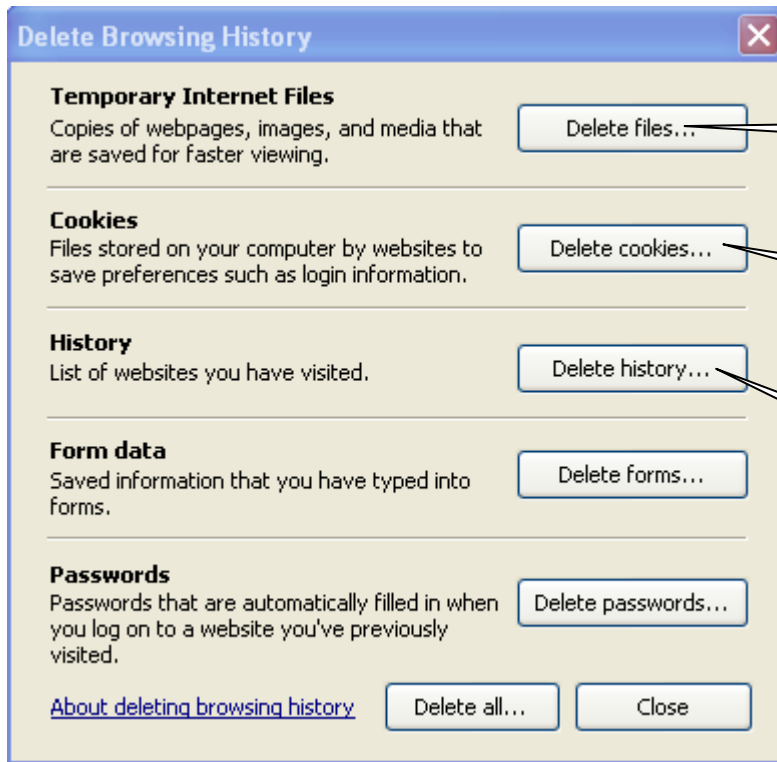 Delete Browsing History
Temporary Internet Files
Copies of webpages, images, and media that
are saved for faster viewing.
Delete files...
Cookies
Files stored on your computer by websites to
save preferences such as login information.
Delete cookies...
History
List of websites you have visited.
Delete history...
Form data
Saved information that you have typed into
forms.
Delete forms...
Passwords
Passwords that are automatically filled in when
you log on to a website you've previously
visited.
Delete passwords...
About deleting browsing history
Delete all...
Close